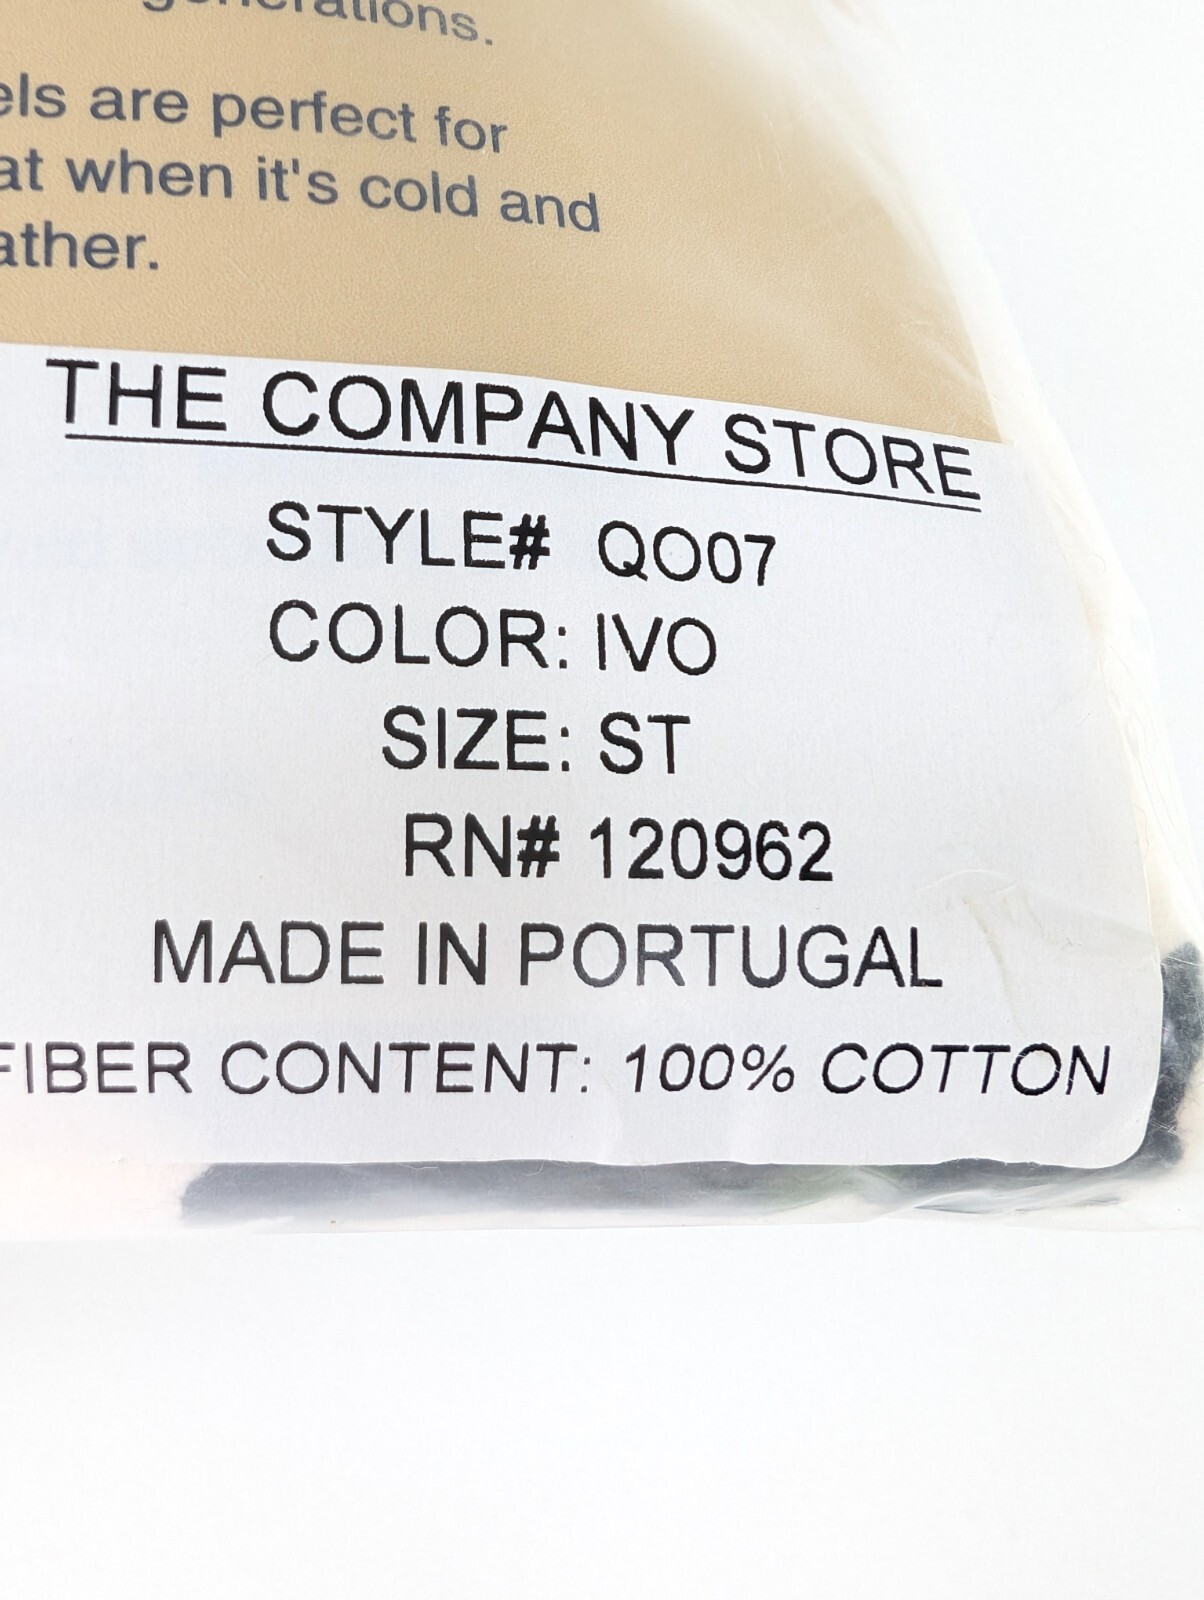 generations.
els are perfect for
at when it's cold and
ather.
THE COMPANY STORE
STYLE# QO07
COLOR: IVO
SIZE: ST
RN# 120962
MADE IN PORTUGAL
FIBER CONTENT: 100% COTTON